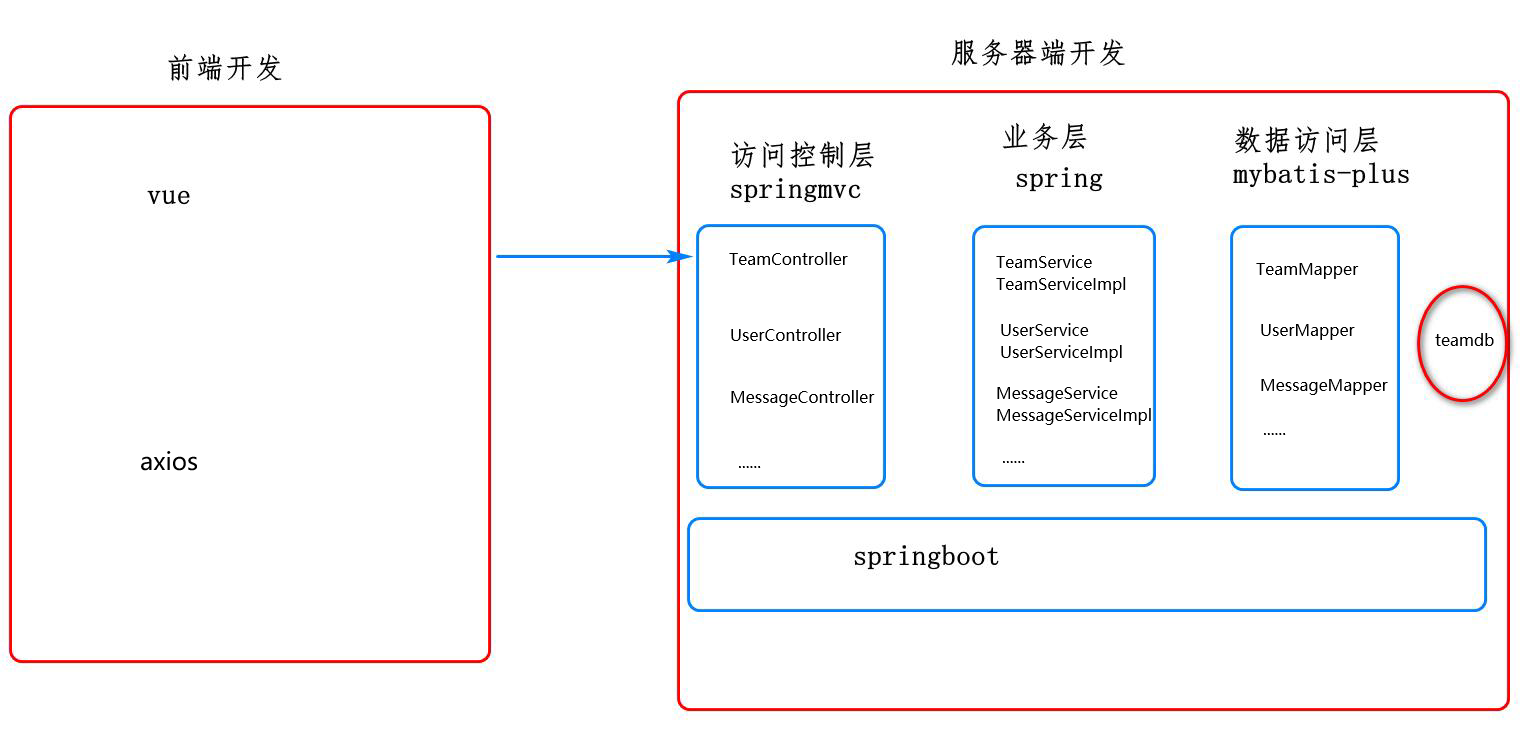 前端开发
vue
axios
服务器端开发
访问控制层
springmvc
TeamController
UserController
MessageController
......
业务层
spring
TeamService
TeamServiceImpl
UserService
UserServiceImpl
MessageService
MessageServiceImpl
......
数据访问层
mybatis-plus
TeamMapper
UserMapper
MessageMapper
......
teamdb
springboot